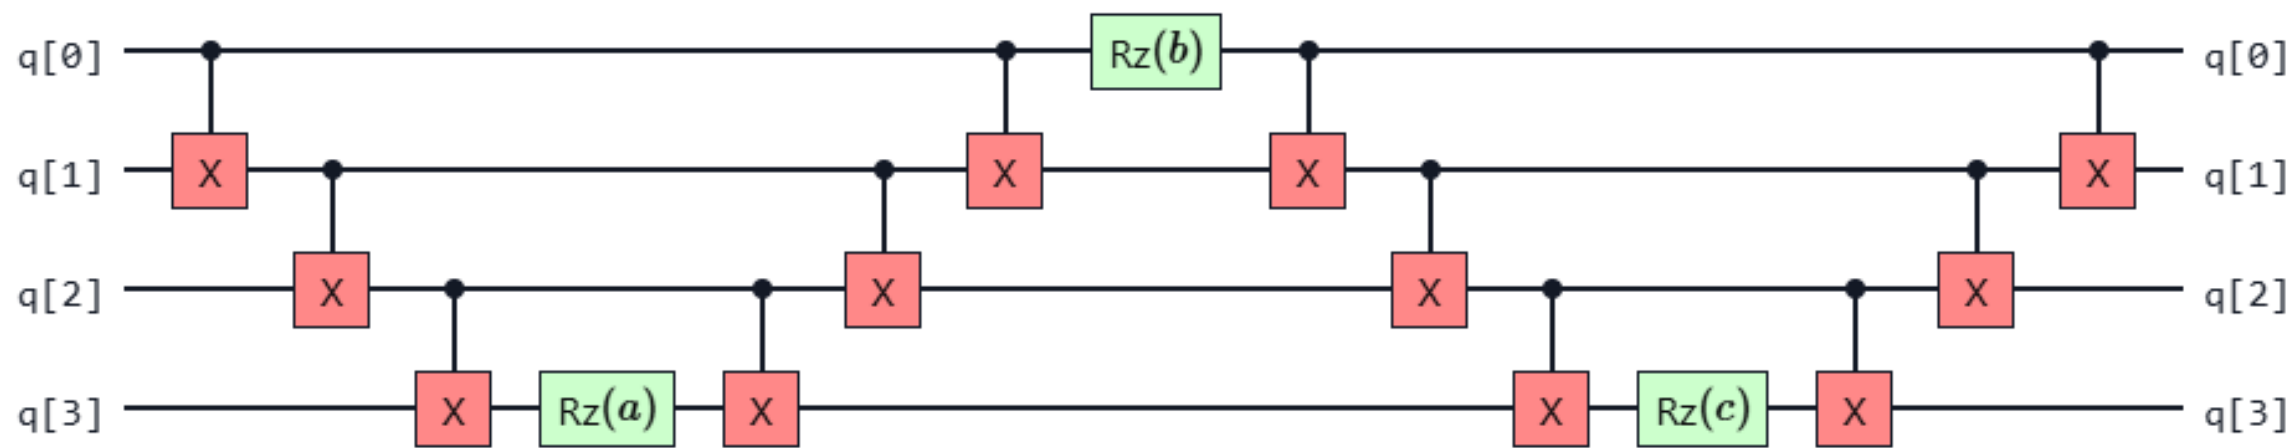 q[0] Rz(b) q[0]
q[1] X X X X q[1]
q[2] X X X X q[2]
q[3] X Rz(a) X X Rz(c) X q[3]